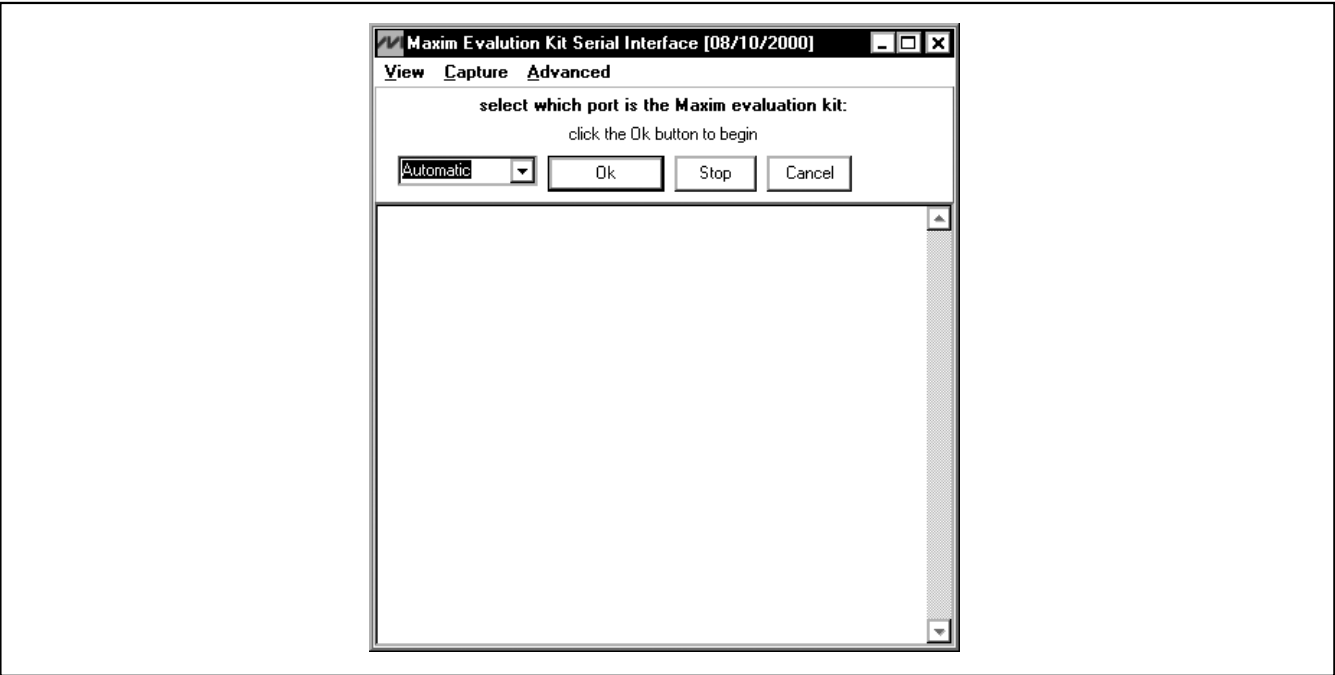 Maxim Evalution Kit Serial Interface [08/10/2000]
View Capture Advanced
select which port is the Maxim evaluation kit:
click the Ok button to begin
Automatic Ok Stop Cancel